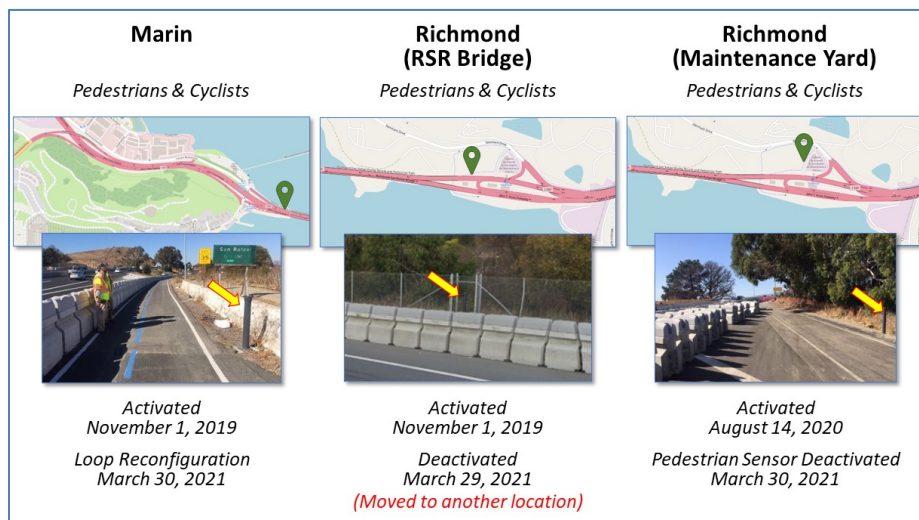 Marin
Pedestrians & Cyclists
San Rafael
35
Activated
November 1, 2019
Loop Reconfiguration
March 30, 2021
Richmond
(RSR Bridge)
Pedestrians & Cyclists
Activated
November 1, 2019
Deactivated
March 29, 2021
(Moved to another location)
Richmond
(Maintenance Yard)
Pedestrians & Cyclists
Activated
August 14, 2020
Pedestrian Sensor Deactivated
March 30, 2021